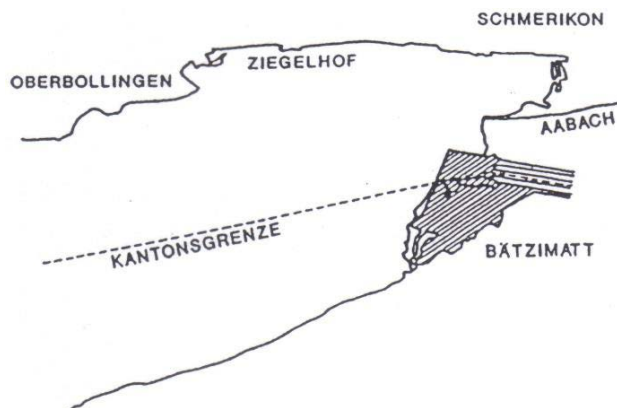 SCHMERIKON
OBERBOLLINGEN
ZIEGELHOF
AABACH
KANTONSGRENZE
BÄTZIMATT